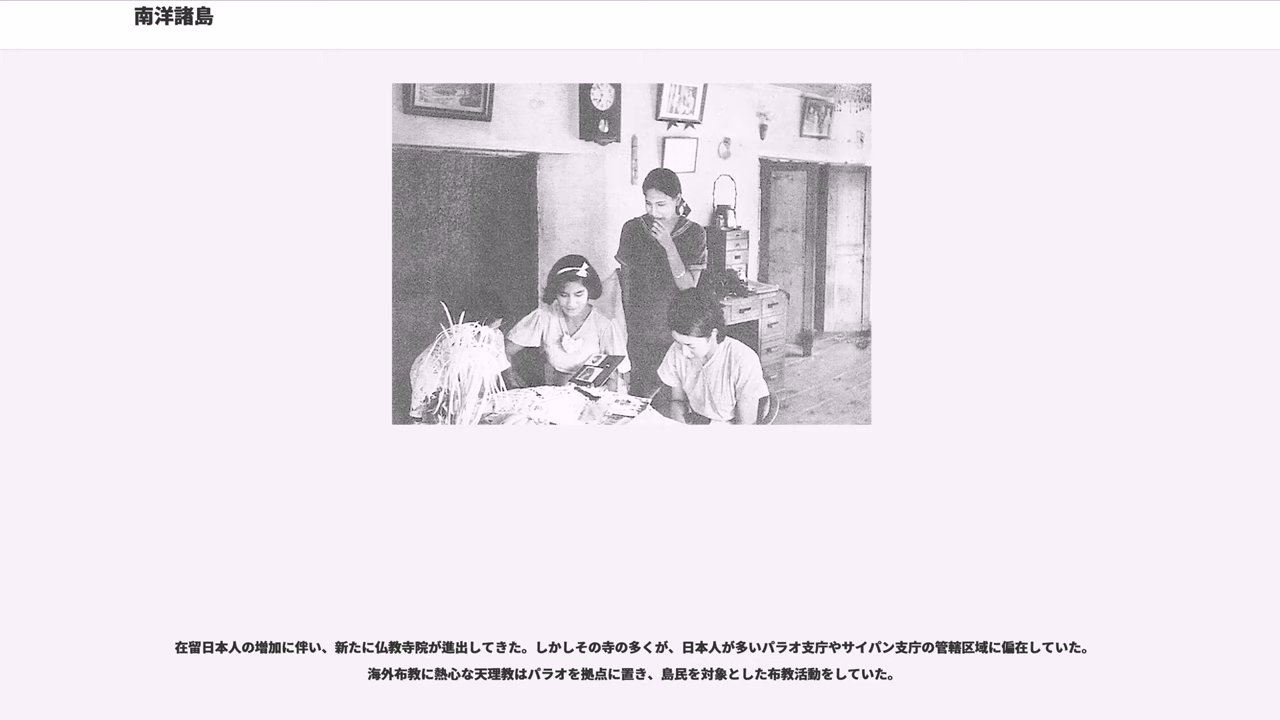 南洋諸島
在留日本人の増加に伴い、新たに仏教寺院が進出してきた。しかしその寺の多くが、日本人が多いパラオ支庁やサイパン支庁の管轄区域に偏在していた。
海外布教に熱心な天理教はパラオを拠点に置き、島民を対象とした布教活動をしていた。